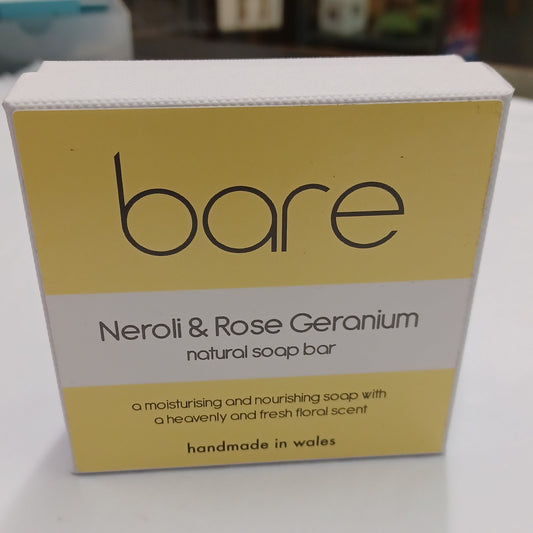 bare
Neroli & Rose Geranium
natural soap bar
a moisturising and nourishing soap with
a heavenly and fresh floral scent
handmade in wales